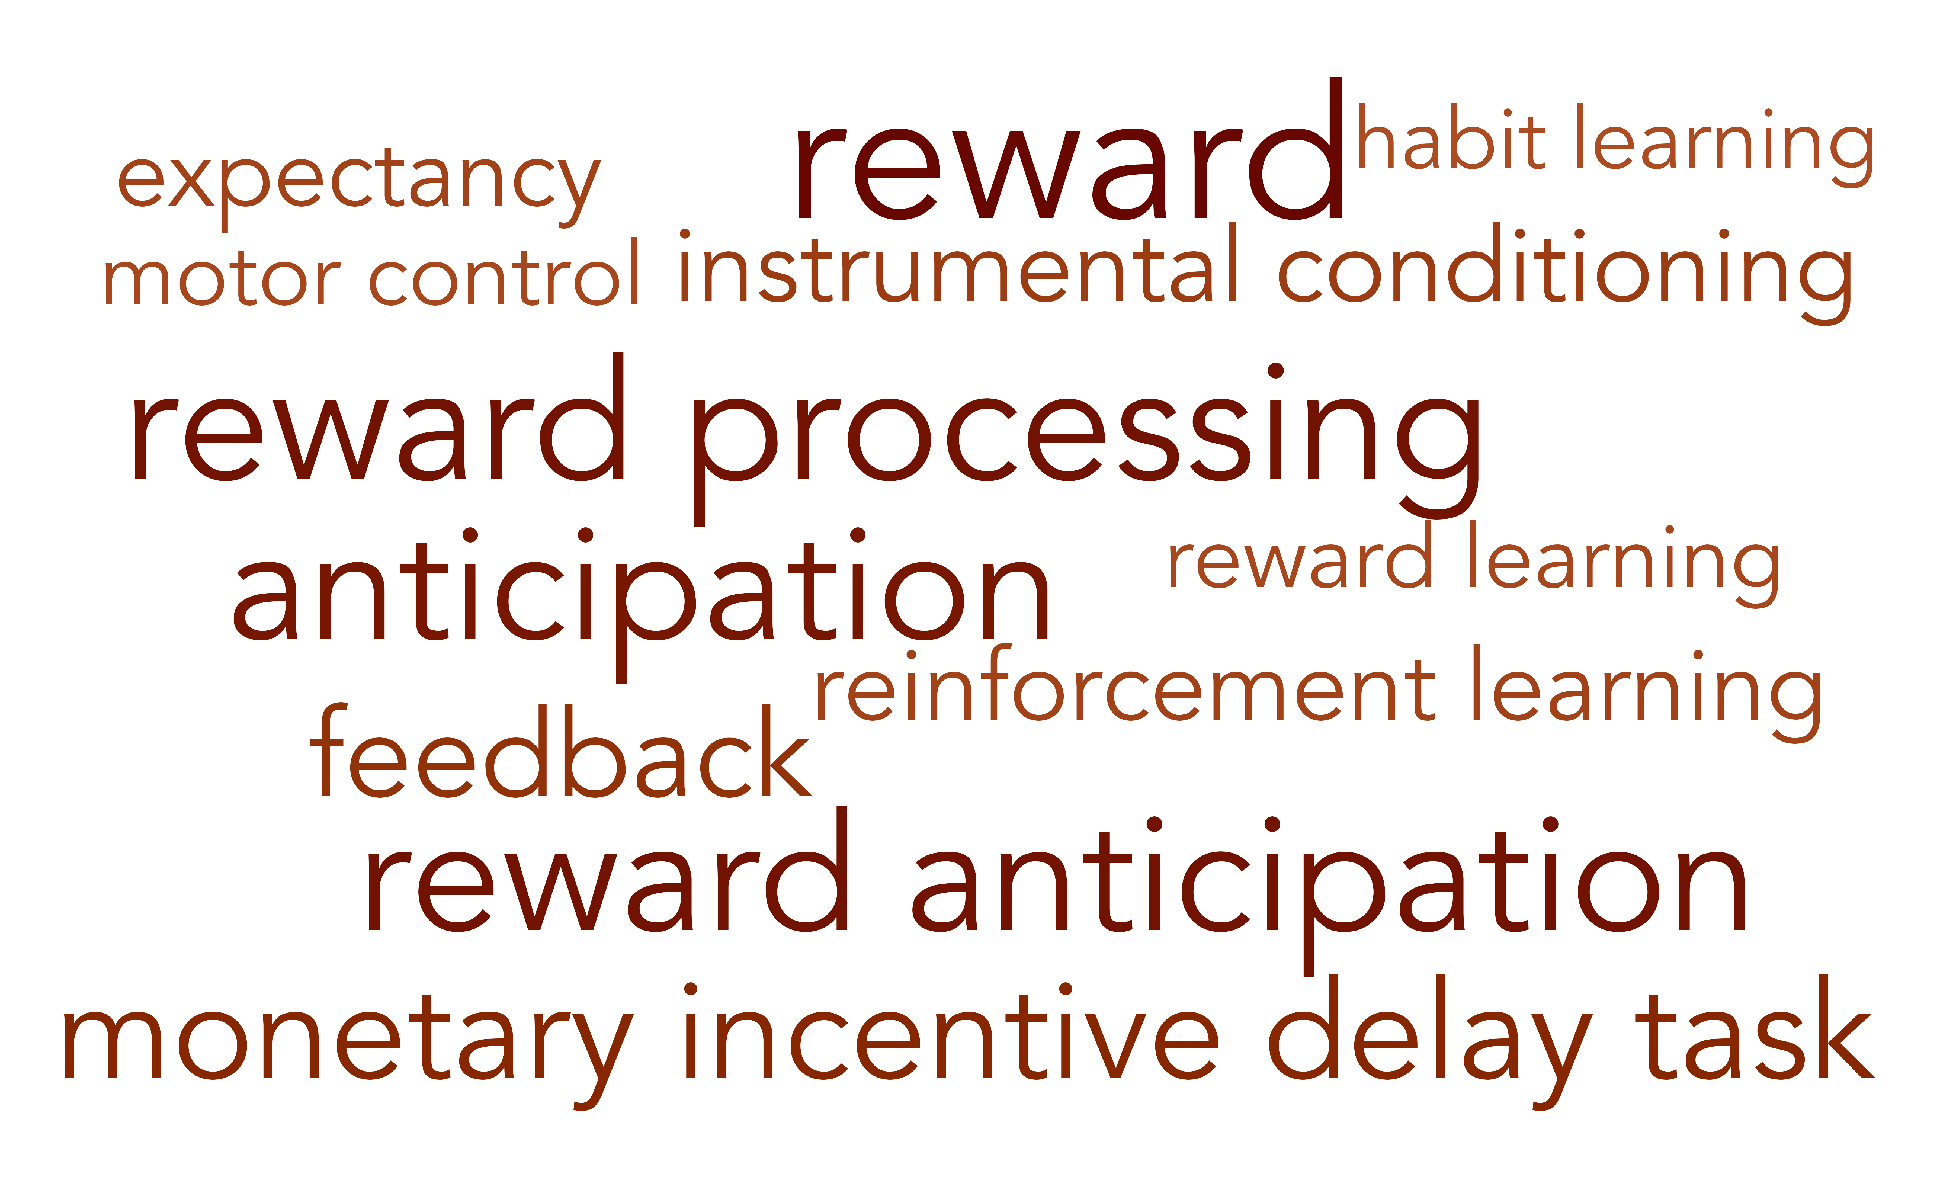 reward
habit learning
expectancy
motor control
instrumental conditioning
reward processing
anticipation
reward learning
reinforcement learning
feedback
reward anticipation
monetary incentive delay task